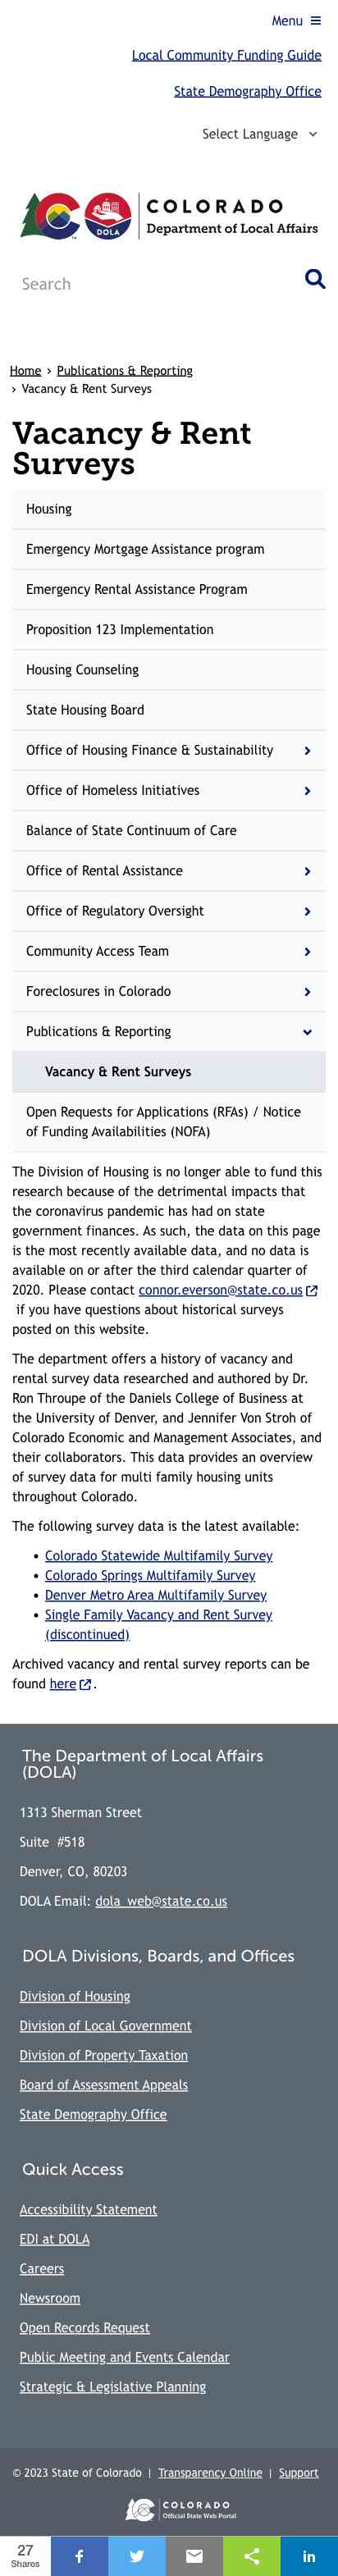 Menu
Local Community Funding Guide
State Demography Office
Select Language
COLORADO
Department of Local Affairs
DOLA
Search
Home > Publications & Reporting
> Vacancy & Rent Surveys
Vacancy & Rent
Surveys
Housing
Emergency Mortgage Assistance program
Emergency Rental Assistance Program
Proposition 123 Implementation
Housing Counseling
State Housing Board
Office of Housing Finance & Sustainability
Office of Homeless Initiatives
Balance of State Continuum of Care
Office of Rental Assistance
Office of Regulatory Oversight
Community Access Team
Foreclosures in Colorado
Publications & Reporting
Vacancy & Rent Surveys
Open Requests for Applications (RFAs) / Notice
of Funding Availabilities (NOFA)
The Division of Housing is no longer able to fund this
research because of the detrimental impacts that
the coronavirus pandemic has had on state
government finances. As such, the data on this page
is the most recently available data, and no data is
available on or after the third calendar quarter of
2020. Please contact connor.everson@state.co.us
if you have questions about historical surveys
posted on this website.
The department offers a history of vacancy and
rental survey data researched and authored by Dr.
Ron Throupe of the Daniels College of Business at
the University of Denver, and Jennifer Von Stroh of
Colorado Economic and Management Associates, and
their collaborators. This data provides an overview
of survey data for multi family housing units
throughout Colorado.
The following survey data is the latest available:
• Colorado Statewide Multifamily Survey
• Colorado Springs Multifamily Survey
• Denver Metro Area Multifamily Survey
• Single Family Vacancy and Rent Survey
(discontinued)
Archived vacancy and rental survey reports can be
found here .
The Department of Local Affairs
(DOLA)
1313 Sherman Street
Suite #518
Denver, CO, 80203
DOLA Email: dola_web@state.co.us
DOLA Divisions, Boards, and Offices
Division of Housing
Division of Local Government
Division of Property Taxation
Board of Assessment Appeals
State Demography Office
Quick Access
Accessibility Statement
EDI at DOLA
Careers
Newsroom
Open Records Request
Public Meeting and Events Calendar
Strategic & Legislative Planning
© 2023 State of Colorado | Transparency Online | Support
COLORADO
Official State Web Portal
27
Shares